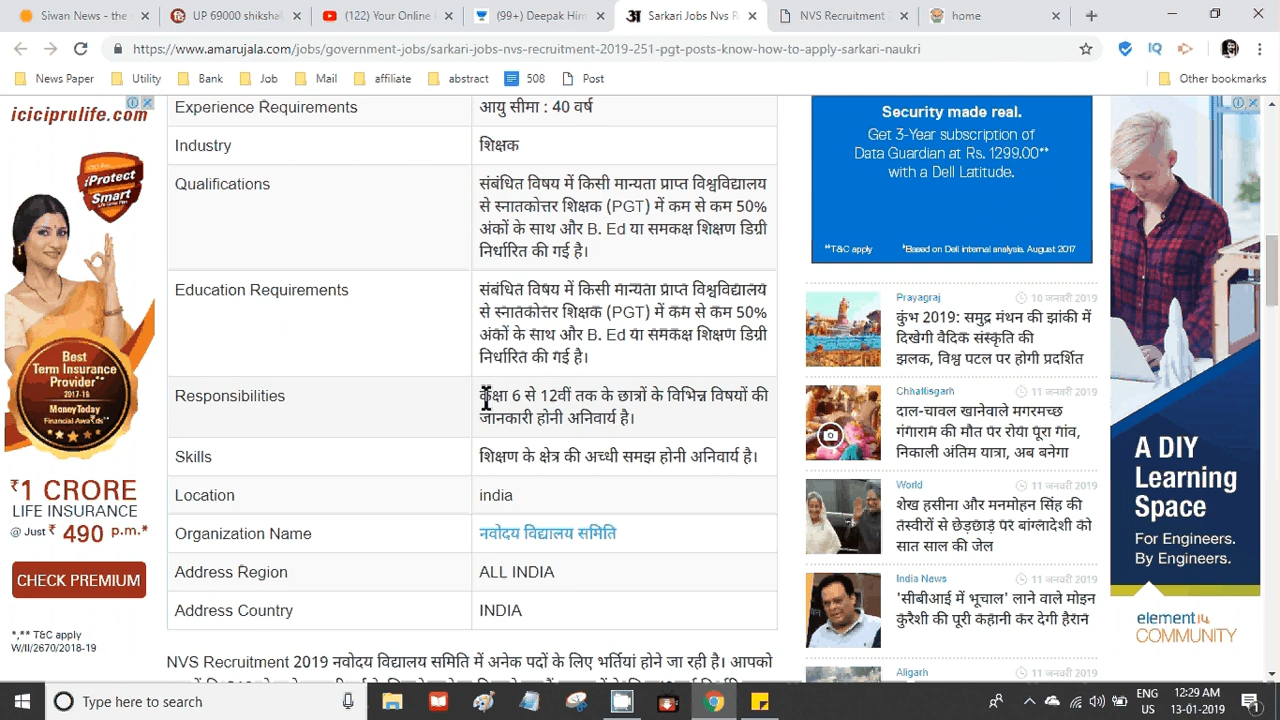 Siwan News - the
UP 69000 shikshal
(122) Your Online
(99+) Deepak Him
Sarkari Jobs Nvs R
NVS Recruitment
home
https://www.amarujala.com/jobs/government-jobs/sarkari-jobs-nvs-recruitment-2019-251-pgt-posts-know-how-to-apply-sarkari-naukri
News Paper
Utility
Bank
Job
Mail
affiliate
abstract
508
Post
Other bookmarks
iciciprulife.com
iProtect
Smart
Best
Term Insurance
Provider**
2017-18
Money Today
Financial Awards**
₹1 CRORE
LIFE INSURANCE
@ Just ₹ 490 p.m.*
CHECK PREMIUM
*,** T&C apply
W/II/2670/2018-19
Experience Requirements
आयु सीमा : 40 वर्ष
Industry
शिक्षक
Qualifications
संबंधित विषय में किसी मान्यता प्राप्त विश्वविद्यालय
से स्नातकोत्तर शिक्षक (PGT) में कम से कम 50%
अंकों के साथ और B. Ed या समकक्ष शिक्षण डिग्री
निर्धारित की गई है।
Education Requirements
संबंधित विषय में किसी मान्यता प्राप्त विश्वविद्यालय
से स्नातकोत्तर शिक्षक (PGT) में कम से कम 50%
अंकों के साथ और B. Ed या समकक्ष शिक्षण डिग्री
निर्धारित की गई है।
Responsibilities
कक्षा 6 से 12वीं तक के छात्रों के विभिन्न विषयों की
जानकारी होनी अनिवार्य है।
Skills
शिक्षण के क्षेत्र की अच्छी समझ होनी अनिवार्य है।
Location
india
Organization Name
नवोदय विद्यालय समिति
Address Region
ALL INDIA
Address Country
INDIA
NVS Recruitment 2019 नवोदय विद्यालय समिति में अनेक पदों के लिए भर्तियां होने जा रही है। आपको
Security made real.
Get 3-Year subscription of
Data Guardian at Rs. 1299.00**
with a Dell Latitude.
**T&C apply
*Based on Dell internal analysis, August 2017
Prayagraj
10 जनवरी 2019
कुंभ 2019: समुद्र मंथन की झांकी में
दिखेगी वैदिक संस्कृति की
झलक, विश्व पटल पर होगी प्रदर्शित
Chhattisgarh
11 जनवरी 2019
दाल-चावल खानेवाले मगरमच्छ
गंगाराम की मौत पर रोया पूरा गांव,
निकाली अंतिम यात्रा, अब बनेगा
World
11 जनवरी 2019
शेख हसीना और मनमोहन सिंह की
तस्वीरों से छेड़छाड़ पर बांग्लादेशी को
सात साल की जेल
India News
11 जनवरी 2019
'सीबीआई में भूचाल' लाने वाले मोइन
कुरैशी की पूरी कहानी कर देगी हैरान
Aligarh
11 जनवरी 2019
A DIY
Learning
Space
For Engineers.
By Engineers.
element14
COMMUNITY
Type here to search
ENG
US
12:29 AM
13-01-2019